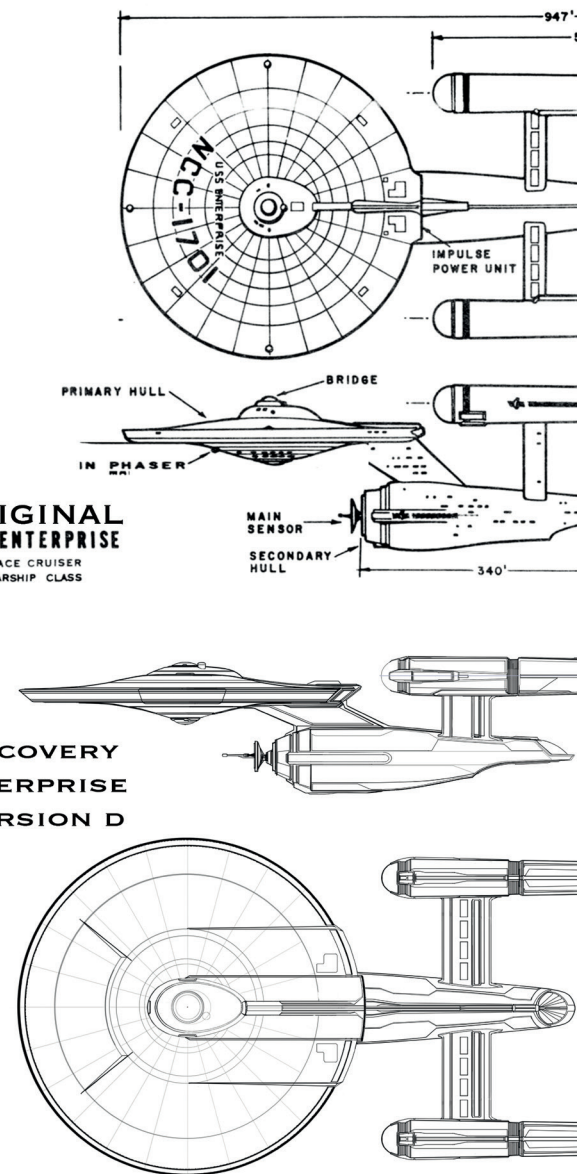 947'
NCC-1701
USS ENTERPRISE
IMPULSE
POWER UNIT
BRIDGE
PRIMARY HULL
IN PHASER
IGINAL
ENTERPRISE
ACE CRUISER
ARSHIP CLASS
MAIN
SENSOR
SECONDARY
HULL
340'
COVERY
ERPRISE
RSION D